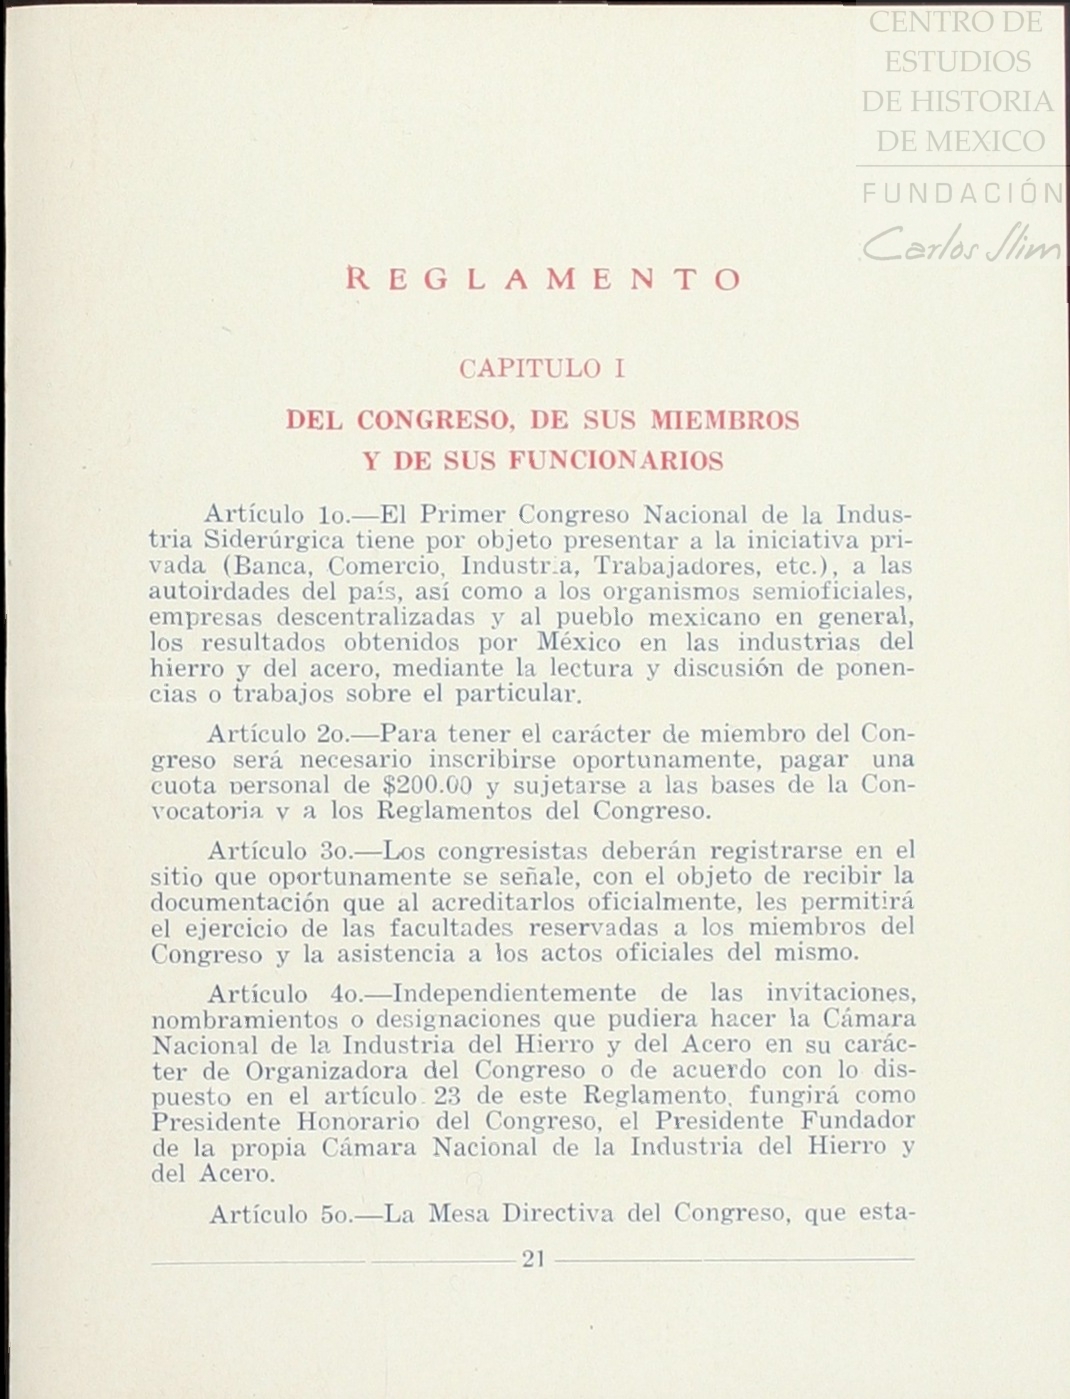 CENTRO DE
ESTUDIOS
DE HISTORIA
DE MEXICO
FUNDACIÓN
Carlos Slim
REGLAMENTO
CAPITULO I
DEL CONGRESO, DE SUS MIEMBROS
Y DE SUS FUNCIONARIOS
Artículo 1o.—El Primer Congreso Nacional de la Indus-
tria Siderúrgica tiene por objeto presentar a la iniciativa pri-
vada (Banca, Comercio, Industria, Trabajadores, etc.), a las
autoirdades del país, así como a los organismos semioficiales,
empresas descentralizadas y al pueblo mexicano en general,
los resultados obtenidos por México en las industrias del
hierro y del acero, mediante la lectura y discusión de ponen-
cias o trabajos sobre el particular.
Artículo 2o.—Para tener el carácter de miembro del Con-
greso será necesario inscribirse oportunamente, pagar una
cuota personal de $200.00 y sujetarse a las bases de la Con-
vocatoria y a los Reglamentos del Congreso.
Artículo 3o.—Los congresistas deberán registrarse en el
sitio que oportunamente se señale, con el objeto de recibir la
documentación que al acreditarlos oficialmente, les permitirá
el ejercicio de las facultades reservadas a los miembros del
Congreso y la asistencia a los actos oficiales del mismo.
Artículo 4o.—Independientemente de las invitaciones,
nombramientos o designaciones que pudiera hacer la Cámara
Nacional de la Industria del Hierro y del Acero en su carác-
ter de Organizadora del Congreso o de acuerdo con lo dis-
puesto en el artículo 23 de este Reglamento, fungirá como
Presidente Honorario del Congreso, el Presidente Fundador
de la propia Cámara Nacional de la Industria del Hierro y
del Acero.
Artículo 5o.—La Mesa Directiva del Congreso, que esta-
21